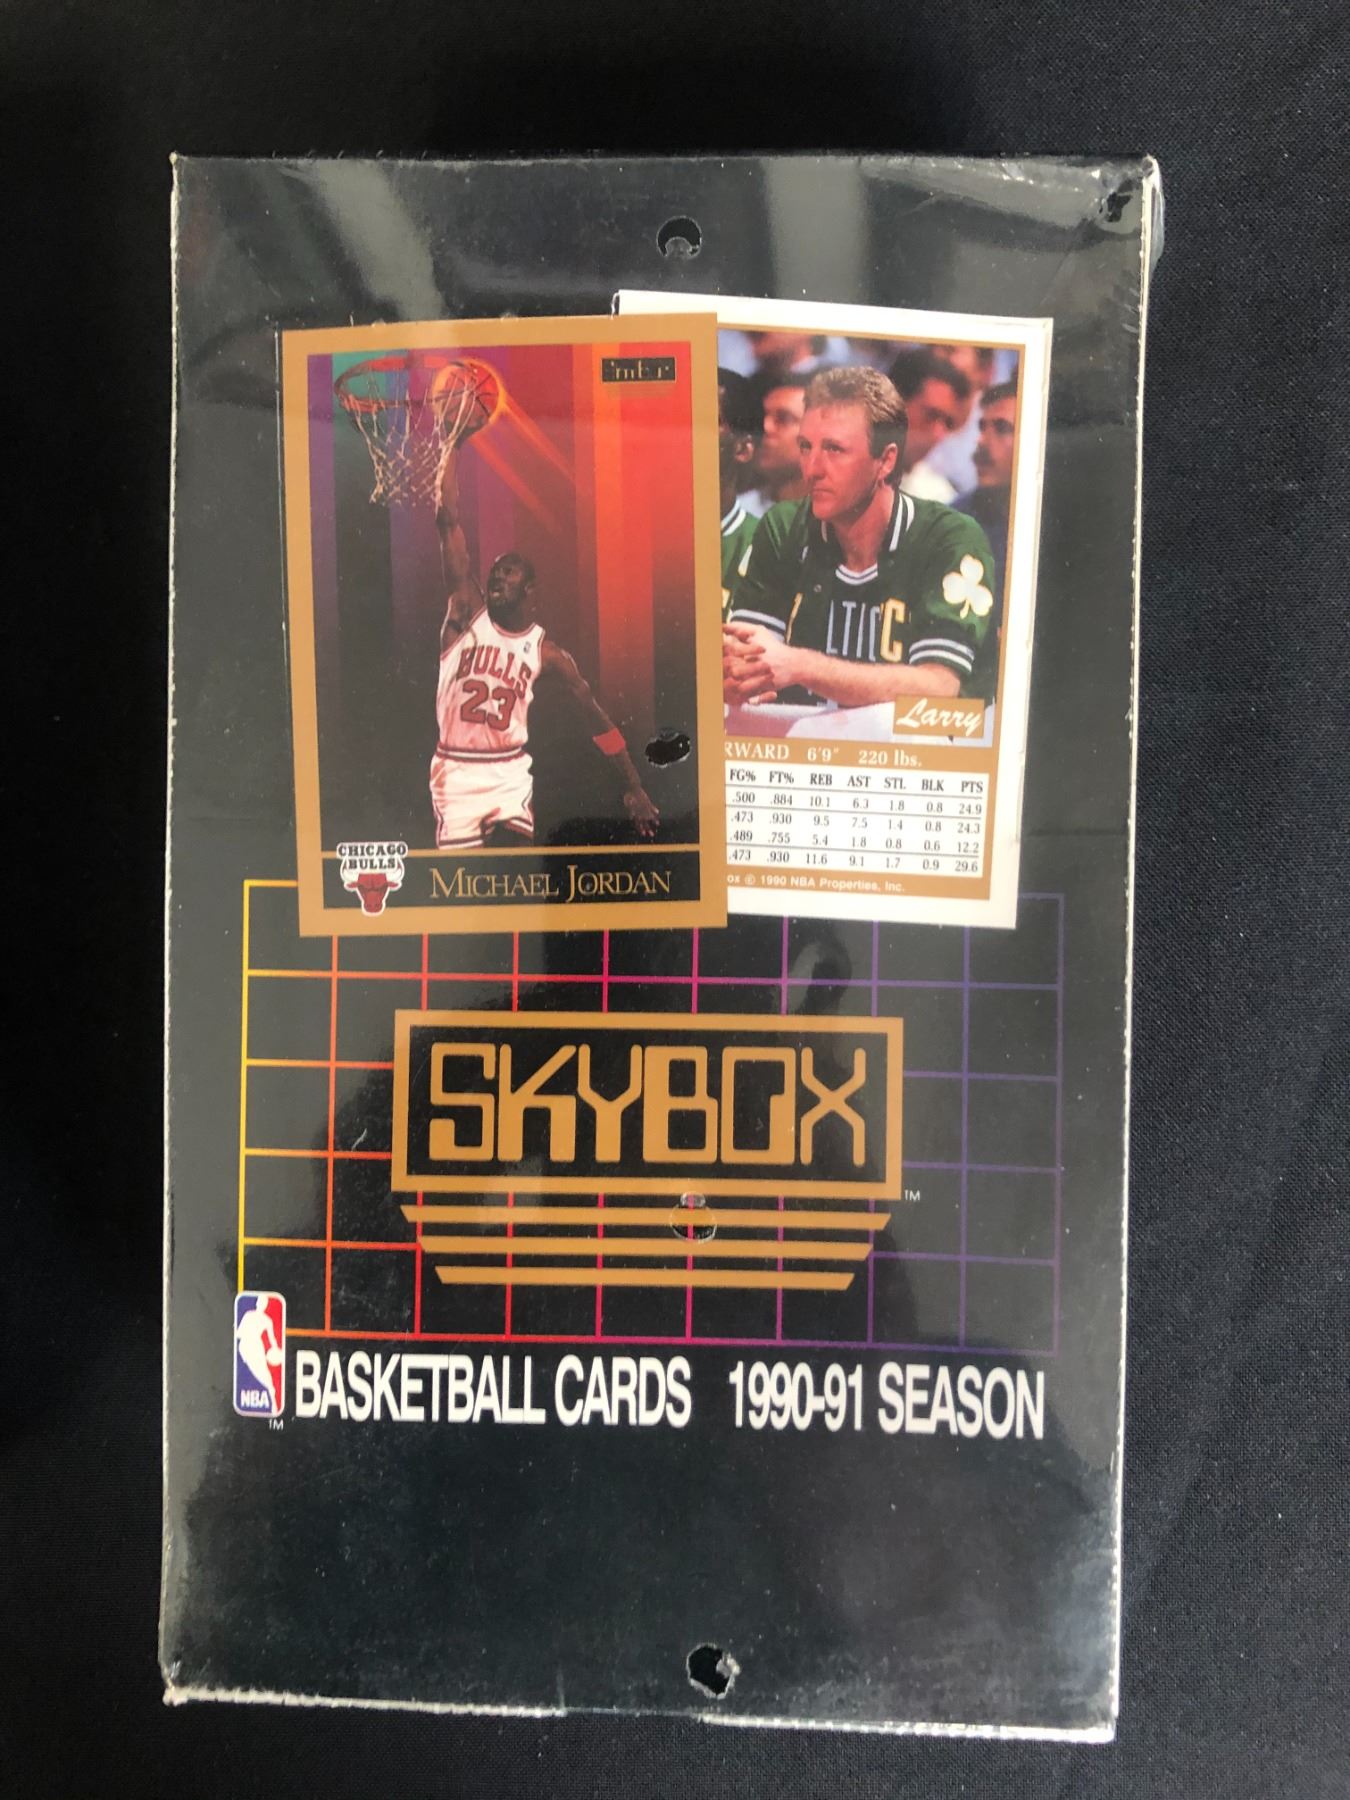 BULLS
23
CHICAGO
BULLS
MICHAEL JORDAN
LTIC
Larry
RWARD 6'9" 220 lbs.
FG% FT% REB AST STL BLK PTS
.500 .884 10.1 6.3 1.8 0.8 24.9
.473 .930 9.5 7.5 1.4 0.8 24.3
.489 .755 5.4 1.8 0.8 0.6 12.2
.473 .930 11.6 9.1 1.7 0.9 29.6
ox © 1990 NBA Properties, Inc.
SKYBOX
TM
NBA
TM
BASKETBALL CARDS 1990-91 SEASON